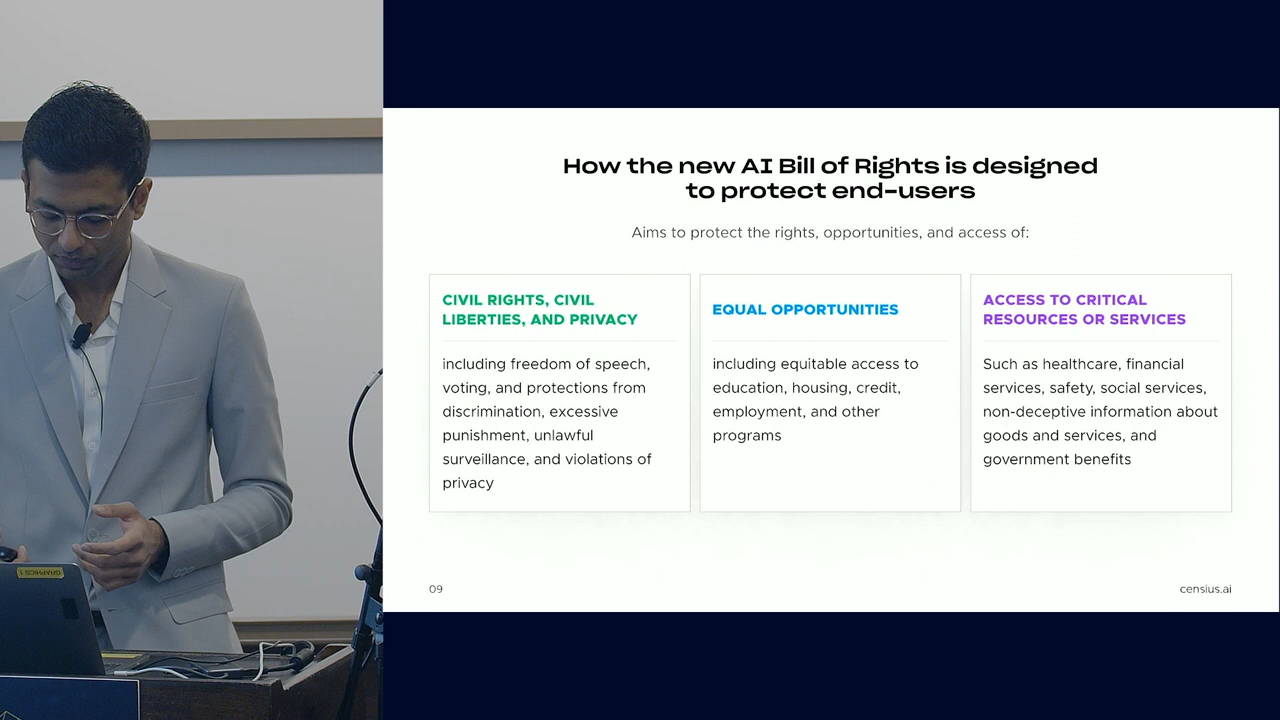 How the new AI Bill of Rights is designed
to protect end-users
Aims to protect the rights, opportunities, and access of:
CIVIL RIGHTS, CIVIL
LIBERTIES, AND PRIVACY
including freedom of speech,
voting, and protections from
discrimination, excessive
punishment, unlawful
surveillance, and violations of
privacy
EQUAL OPPORTUNITIES
including equitable access to
education, housing, credit,
employment, and other
programs
ACCESS TO CRITICAL
RESOURCES OR SERVICES
Such as healthcare, financial
services, safety, social services,
non-deceptive information about
goods and services, and
government benefits
09
censius.ai
GRAPHICS 1